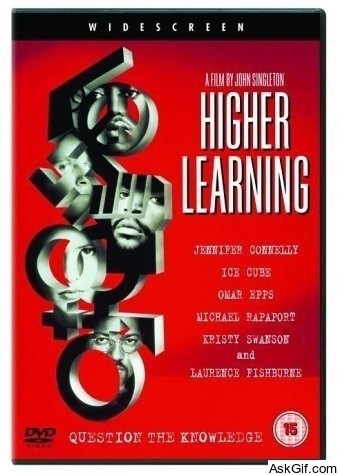 WIDESCREEN
A FILM BY JOHN SINGLETON
HIGHER
LEARNING
JENNIFER CONNELLY
ICE CUBE
OMAR EPPS
MICHAEL RAPAPORT
KRISTY SWANSON
and
LAURENCE FISHBURNE
DVD
VIDEO
15
QUESTION THE KNOWLEDGE
AskGif.com